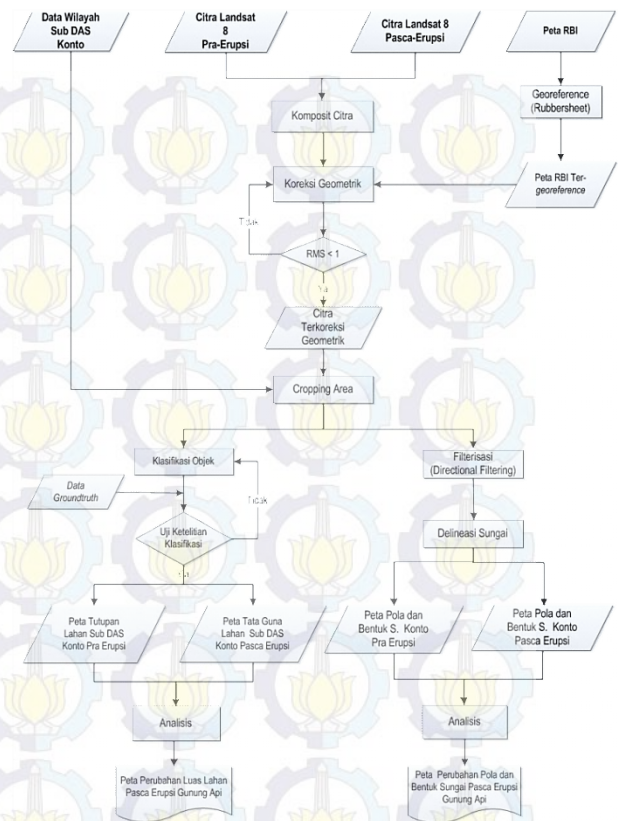 Data Wilayah
Sub DAS
Konto
Citra Landsat
8
Pra-Erupsi
Citra Landsat 8
Pasca-Erupsi
Peta RBI
Georeference
(Rubbersheet)
Komposit Citra
Peta RBI Ter-
georeference
Koreksi Geometrik
Tidak
RMS < 1
Ya
Citra
Terkoreksi
Geometrik
Cropping Area
Klasifikasi Objek
Filterisasi
(Directional Filtering)
Data
Groundtruth
Tidak
Uji Ketelitian
Klasifikasi
Delineasi Sungai
Peta Tutupan
Lahan Sub DAS
Konto Pra Erupsi
Peta Tata Guna
Lahan Sub DAS
Konto Pasca Erupsi
Peta Pola dan
Bentuk S. Konto
Pra Erupsi
Peta Pola dan
Bentuk S. Konto
Pasca Erupsi
Analisis
Analisis
Peta Perubahan Luas Lahan
Pasca Erupsi Gunung Api
Peta Perubahan Pola dan
Bentuk Sungai Pasca Erupsi
Gunung Api